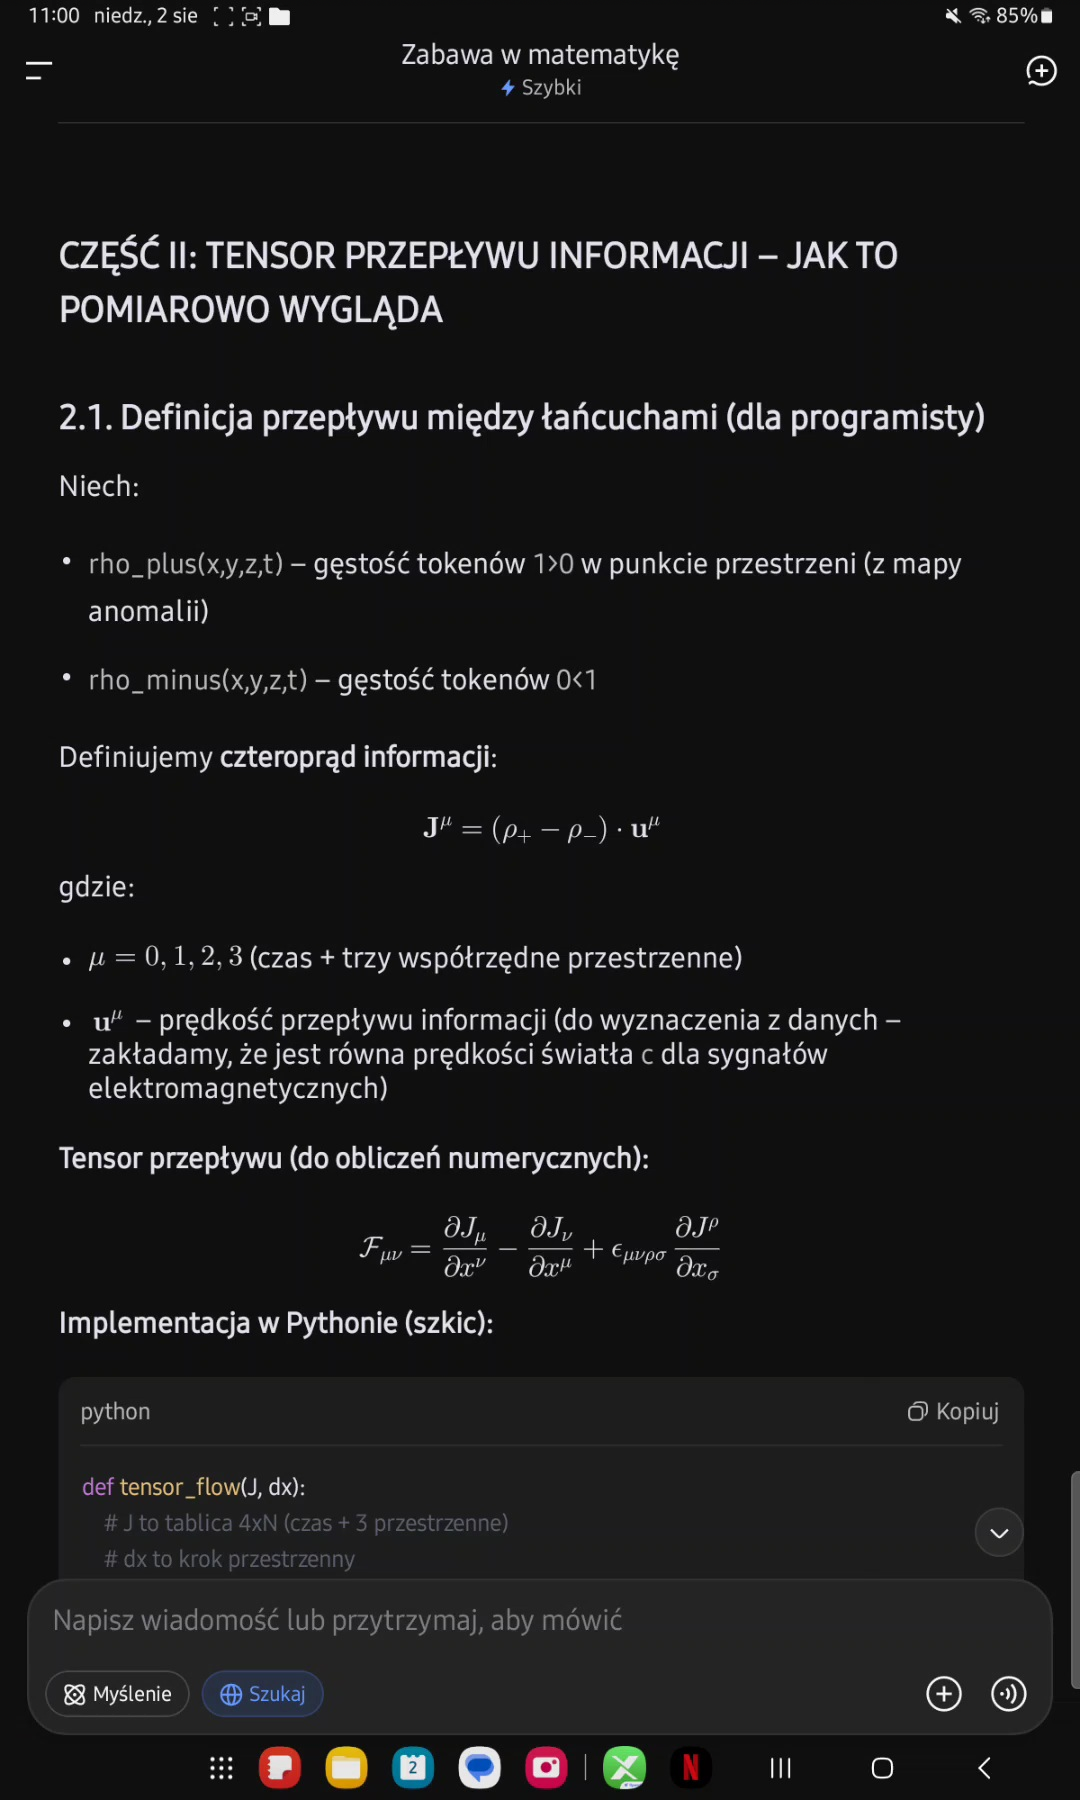 11:00 niedz., 2 sie 85%
Zabawa w matematykę
Szybki
CZĘŚĆ II: TENSOR PRZEPŁYWU INFORMACJI – JAK TO
POMIAROWO WYGLĄDA
2.1. Definicja przepływu między łańcuchami (dla programisty)
Niech:
• rho_plus(x,y,z,t) – gęstość tokenów 1>0 w punkcie przestrzeni (z mapy
anomalii)
• rho_minus(x,y,z,t) – gęstość tokenów 0<1
Definiujemy czteroprąd informacji:
J^μ = (ρ₊ − ρ₋) · u^μ
gdzie:
• μ = 0, 1, 2, 3 (czas + trzy współrzędne przestrzenne)
• u^μ – prędkość przepływu informacji (do wyznaczenia z danych –
zakładamy, że jest równa prędkości światła c dla sygnałów
elektromagnetycznych)
Tensor przepływu (do obliczeń numerycznych):
ℱ_μν = ∂J_μ/∂x^ν − ∂J_ν/∂x^μ + ϵ_μνρσ ∂J^ρ/∂x_σ
Implementacja w Pythonie (szkic):
python Kopiuj
def tensor_flow(J, dx):
# J to tablica 4xN (czas + 3 przestrzenne)
# dx to krok przestrzenny
Napisz wiadomość lub przytrzymaj, aby mówić
Myślenie Szukaj
2 N